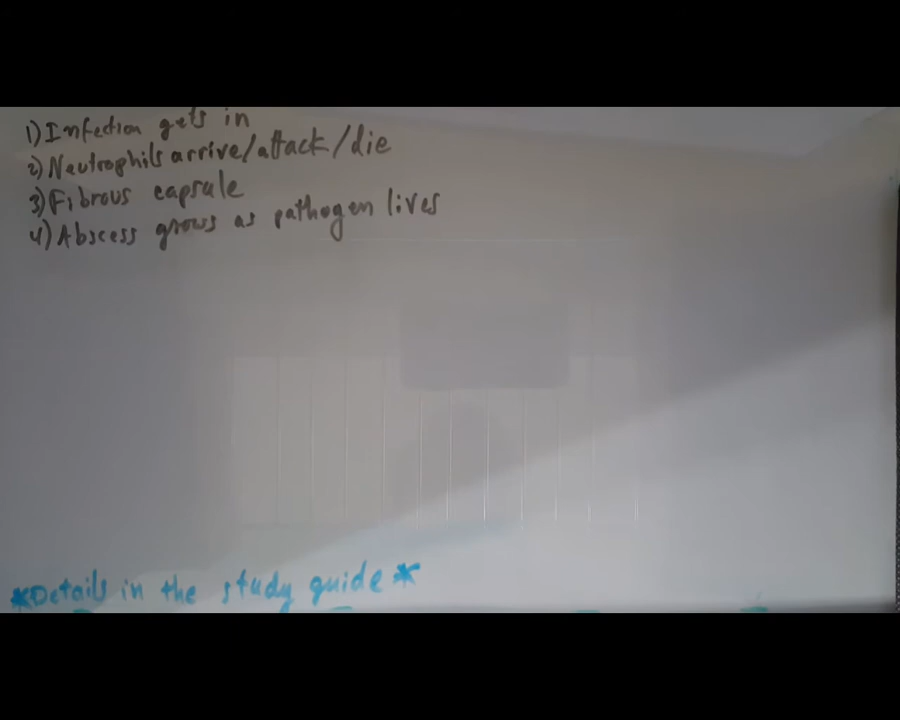 1) Infection gets in
2) Neutrophils arrive/attack/die
3) Fibrous capsule
4) Abscess grows as pathogen lives
*Details in the study guide*